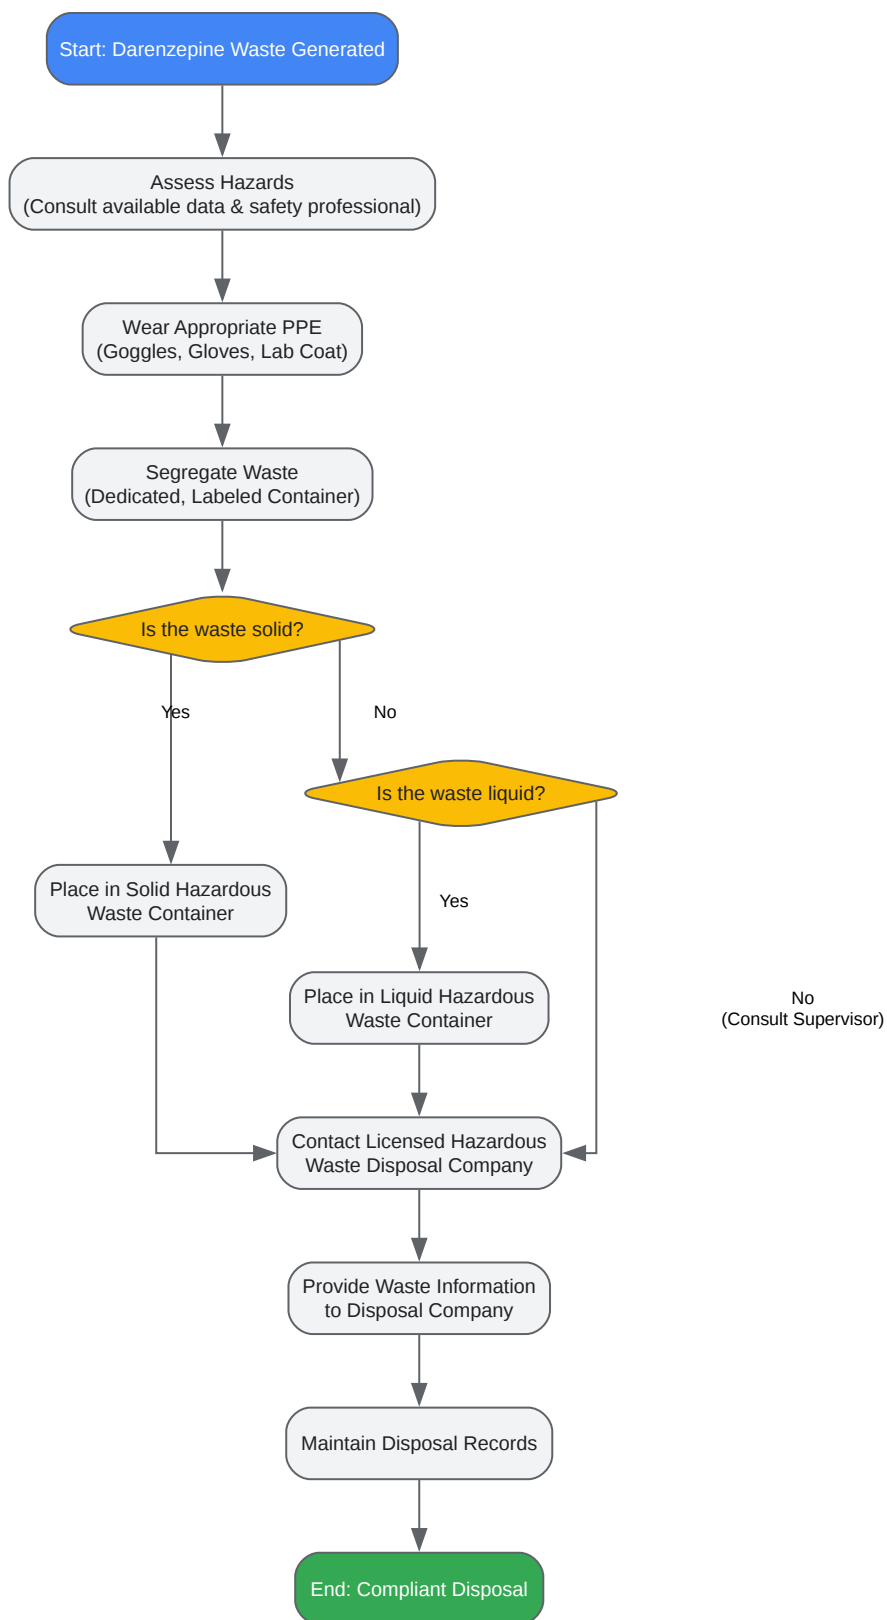 Start: Darenzepine Waste Generated
Assess Hazards
(Consult available data & safety professional)
Wear Appropriate PPE
(Goggles, Gloves, Lab Coat)
Segregate Waste
(Dedicated, Labeled Container)
Is the waste solid?
Yes
No
Is the waste liquid?
Place in Solid Hazardous
Waste Container
Yes
Place in Liquid Hazardous
Waste Container
No
(Consult Supervisor)
Contact Licensed Hazardous
Waste Disposal Company
Provide Waste Information
to Disposal Company
Maintain Disposal Records
End: Compliant Disposal